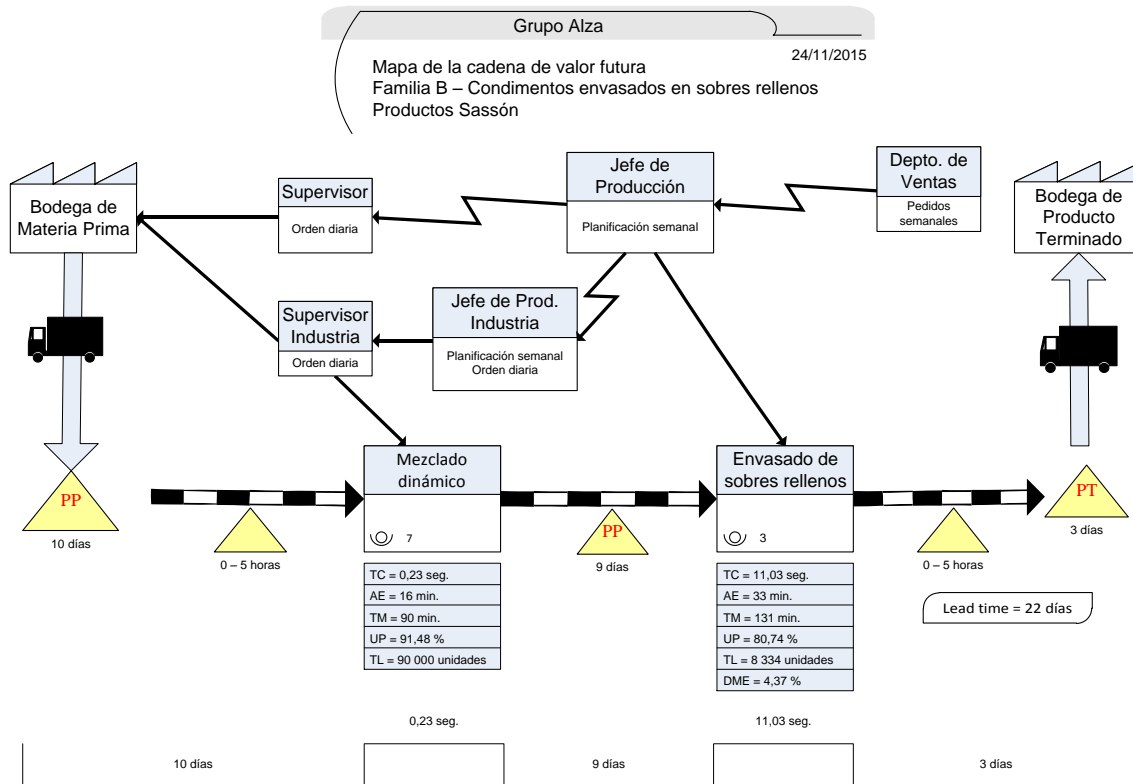 Grupo Alza
24/11/2015
Mapa de la cadena de valor futura
Familia B – Condimentos envasados en sobres rellenos
Productos Sassón
Bodega de
Materia Prima
Supervisor
Orden diaria
Jefe de
Producción
Planificación semanal
Depto. de
Ventas
Pedidos
semanales
Bodega de
Producto
Terminado
Supervisor
Industria
Orden diaria
Jefe de Prod.
Industria
Planificación semanal
Orden diaria
PP
10 días
0 – 5 horas
Mezclado
dinámico
7
PP
9 días
Envasado de
sobres rellenos
3
0 – 5 horas
PT
3 días
TC = 0,23 seg.
AE = 16 min.
TM = 90 min.
UP = 91,48 %
TL = 90 000 unidades
TC = 11,03 seg.
AE = 33 min.
TM = 131 min.
UP = 80,74 %
TL = 8 334 unidades
DME = 4,37 %
Lead time = 22 días
0,23 seg.
11,03 seg.
10 días
9 días
3 días